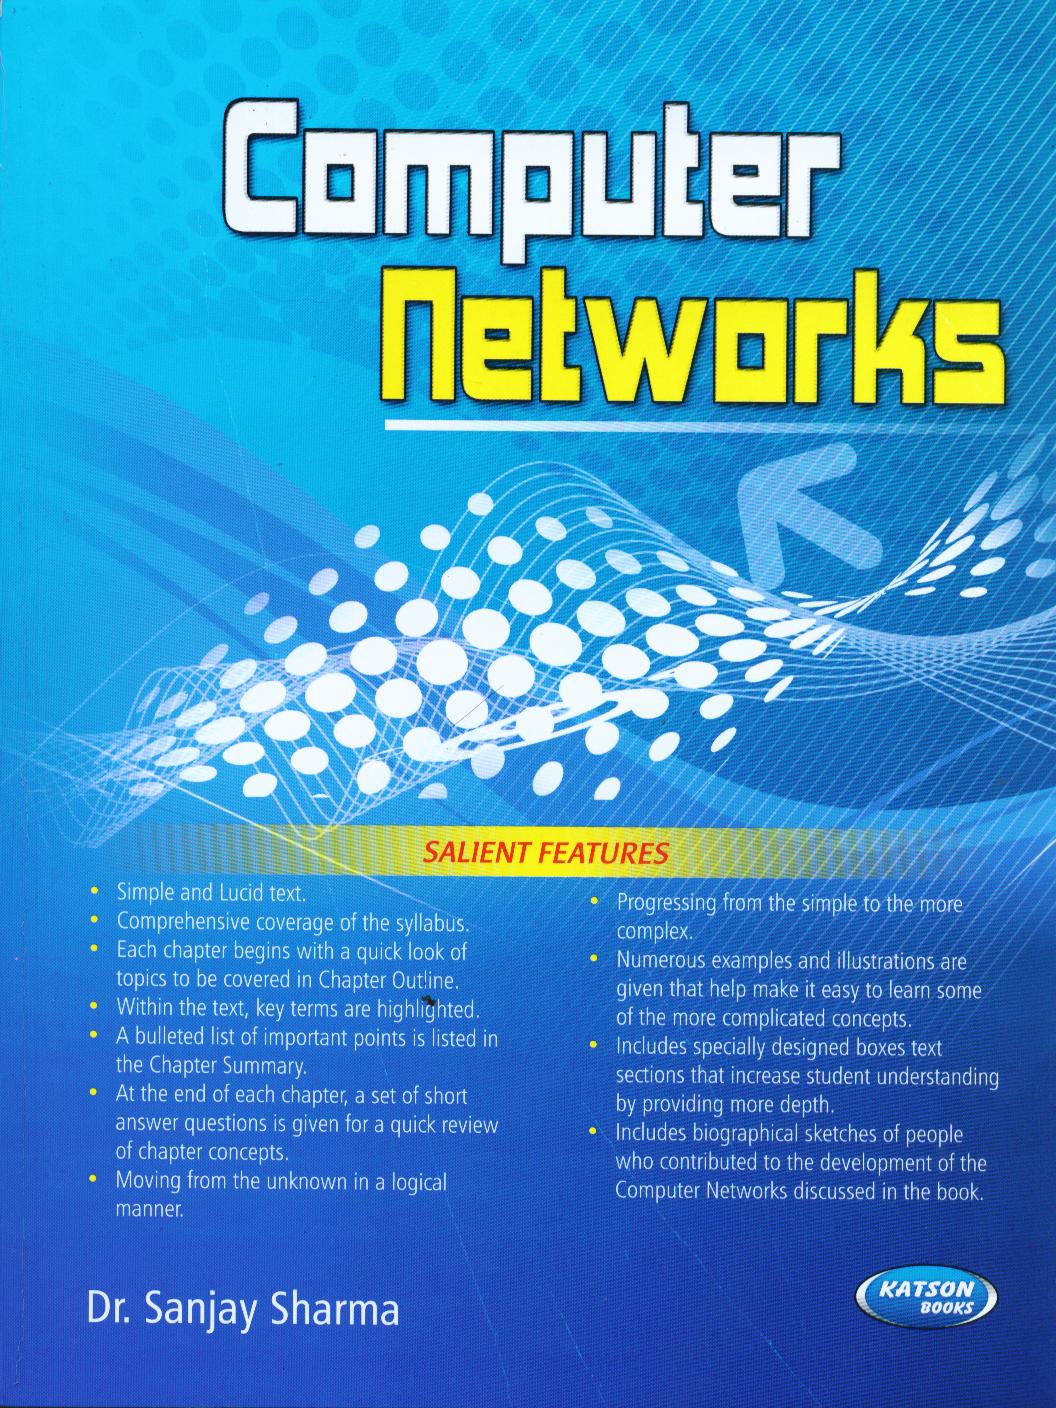 Computer
Networks
SALIENT FEATURES
• Simple and Lucid text.
• Comprehensive coverage of the syllabus.
• Each chapter begins with a quick look of
topics to be covered in Chapter Outline.
• Within the text, key terms are highlighted.
• A bulleted list of important points is listed in
the Chapter Summary.
• At the end of each chapter, a set of short
answer questions is given for a quick review
of chapter concepts.
• Moving from the unknown in a logical
manner.
• Progressing from the simple to the more
complex.
• Numerous examples and illustrations are
given that help make it easy to learn some
of the more complicated concepts.
• Includes specially designed boxes text
sections that increase student understanding
by providing more depth.
• Includes biographical sketches of people
who contributed to the development of the
Computer Networks discussed in the book.
Dr. Sanjay Sharma
KATSON
BOOKS